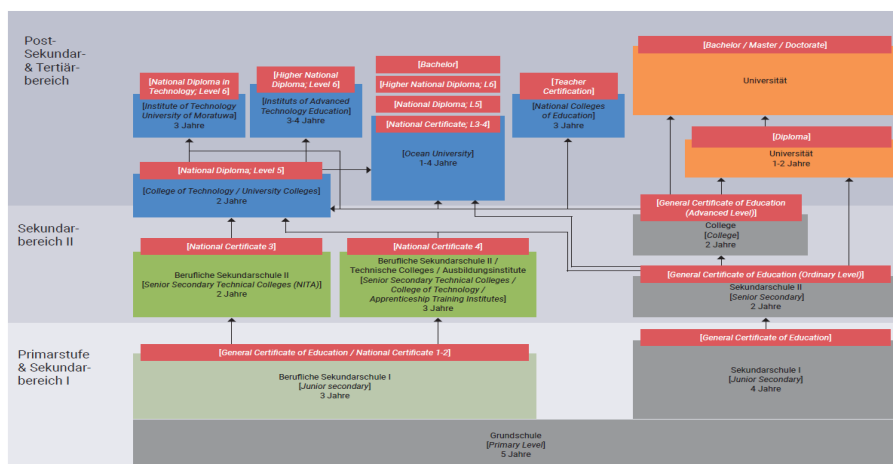 Post-
Sekundar-
& Tertiär-
bereich
[National Diploma in
Technology; Level 6]
[Institute of Technology
University of Moratuwa]
3 Jahre
[Higher National
Diploma; Level 6]
[Instituts of Advanced
Technology Education]
3-4 Jahre
[Bachelor]
[Higher National Diploma; L6]
[National Diploma; L5]
[National Certificate; L3-4]
[Ocean University]
1-4 Jahre
[Teacher
Certification]
[National Colleges
of Education]
3 Jahre
[Bachelor / Master / Doctorate]
Universität
[Diploma]
Universität
1-2 Jahre
[National Diploma; Level 5]
[College of Technology / University Colleges]
2 Jahre
[General Certificate of Education
(Advanced Level)]
College
[College]
2 Jahre
Sekundar-
bereich II
[National Certificate 3]
Berufliche Sekundarschule II
[Senior Secondary Technical Colleges (NITA)]
2 Jahre
[National Certificate 4]
Berufliche Sekundarschule II /
Technische Colleges / Ausbildungsinstitute
[Senior Secondary Technical Colleges /
College of Technology /
Apprenticeship Training Institutes]
3 Jahre
[General Certificate of Education (Ordinary Level)]
Sekundarschule II
[Senior Secondary]
2 Jahre
Primarstufe
& Sekundar-
bereich I
[General Certificate of Education / National Certificate 1-2]
Berufliche Sekundarschule I
[Junior secondary]
3 Jahre
[General Certificate of Education]
Sekundarschule I
[Junior Secondary]
4 Jahre
Grundschule
[Primary Level]
5 Jahre